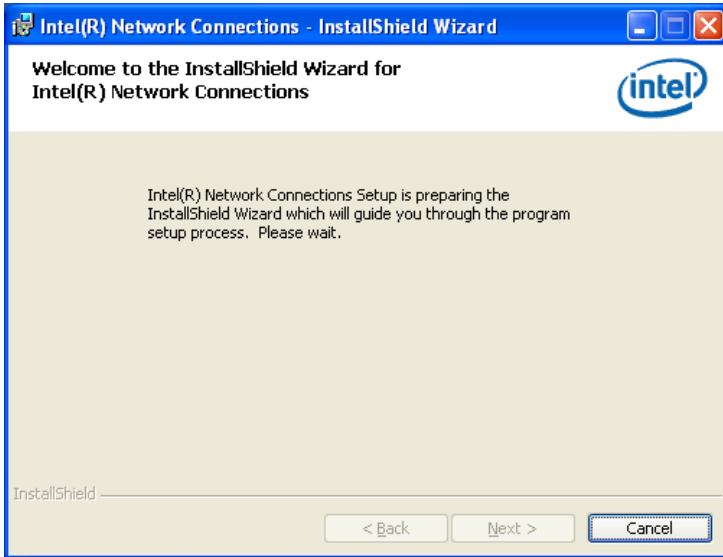 Intel(R) Network Connections - InstallShield Wizard
Welcome to the InstallShield Wizard for
Intel(R) Network Connections
intel
Intel(R) Network Connections Setup is preparing the
InstallShield Wizard which will guide you through the program
setup process. Please wait.
InstallShield
< Back
Next >
Cancel